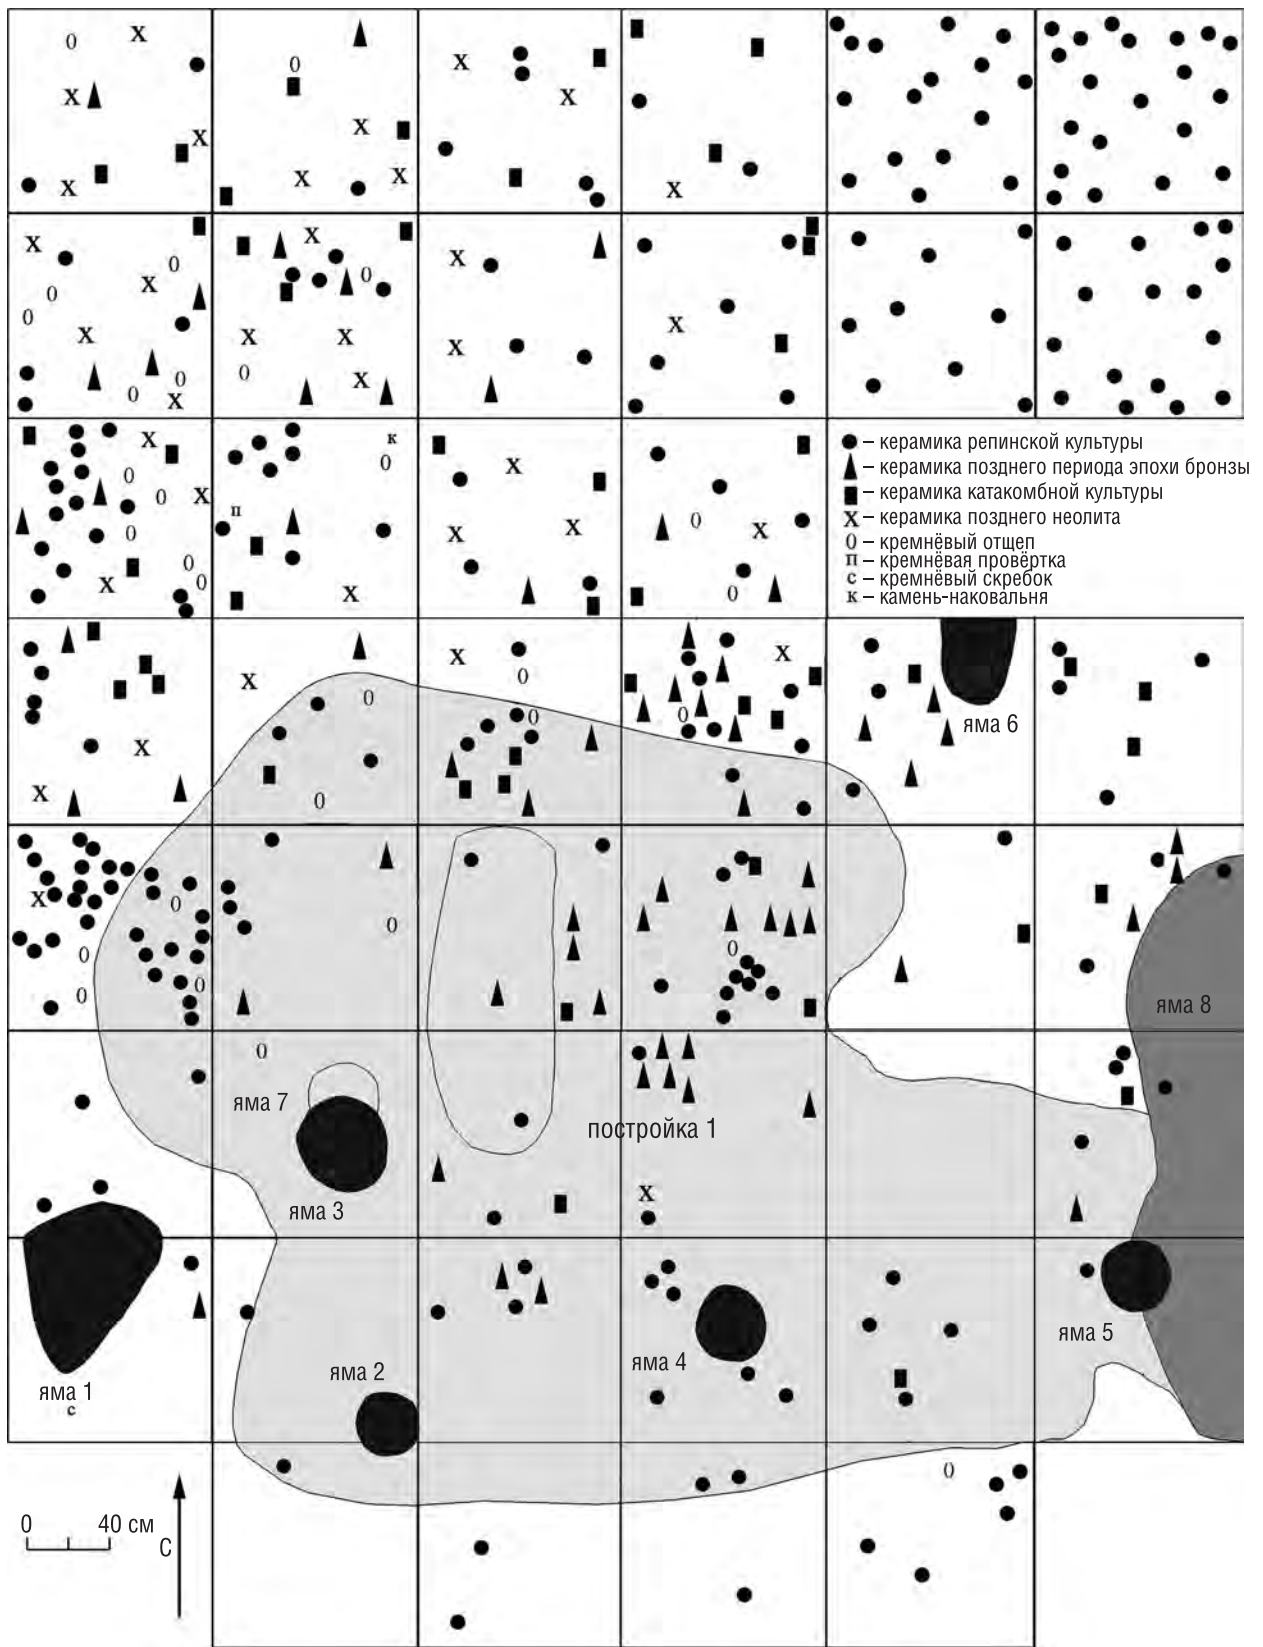 ● – керамика репинской культуры
▲ – керамика позднего периода эпохи бронзы
■ – керамика катакомбной культуры
X – керамика позднего неолита
0 – кремнёвый отщеп
п – кремнёвая провёртка
с – кремнёвый скребок
к – камень-наковальня
к
п
яма 6
яма 8
яма 7
постройка 1
яма 3
яма 5
яма 4
яма 2
яма 1
с
0 40 см
С